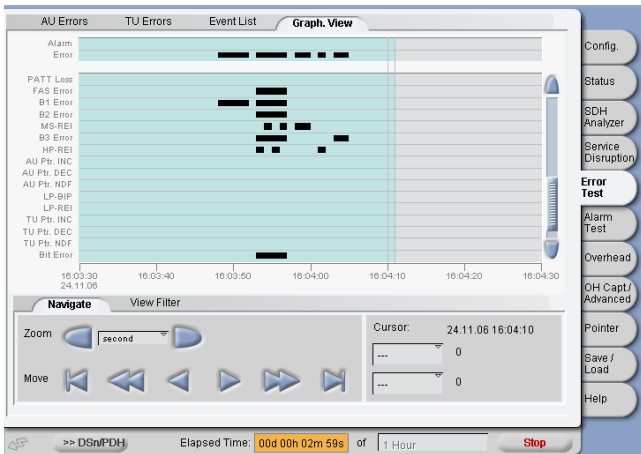 AU Errors TU Errors Event List Graph. View
Alarm
Error
PATT Loss
FAS Error
B1 Error
B2 Error
MS-REI
B3 Error
HP-REI
AU Ptr. INC
AU Ptr. DEC
AU Ptr. NDF
LP-BIP
LP-REI
TU Ptr. INC
TU Ptr. DEC
TU Ptr. NDF
Bit Error
16:03:30 16:03:40 16:03:50 16:04:00 16:04:10 16:04:20 16:04:30
24.11.06
Navigate View Filter
Zoom second
Move
Cursor: 24.11.06 16:04:10
--- 0
--- 0
Config.
Status
SDH
Analyzer
Service
Disruption
Error
Test
Alarm
Test
Overhead
OH Capt./
Advanced
Pointer
Save /
Load
Help
>> DSn/PDH Elapsed Time: 00d 00h 02m 59s of 1 Hour Stop